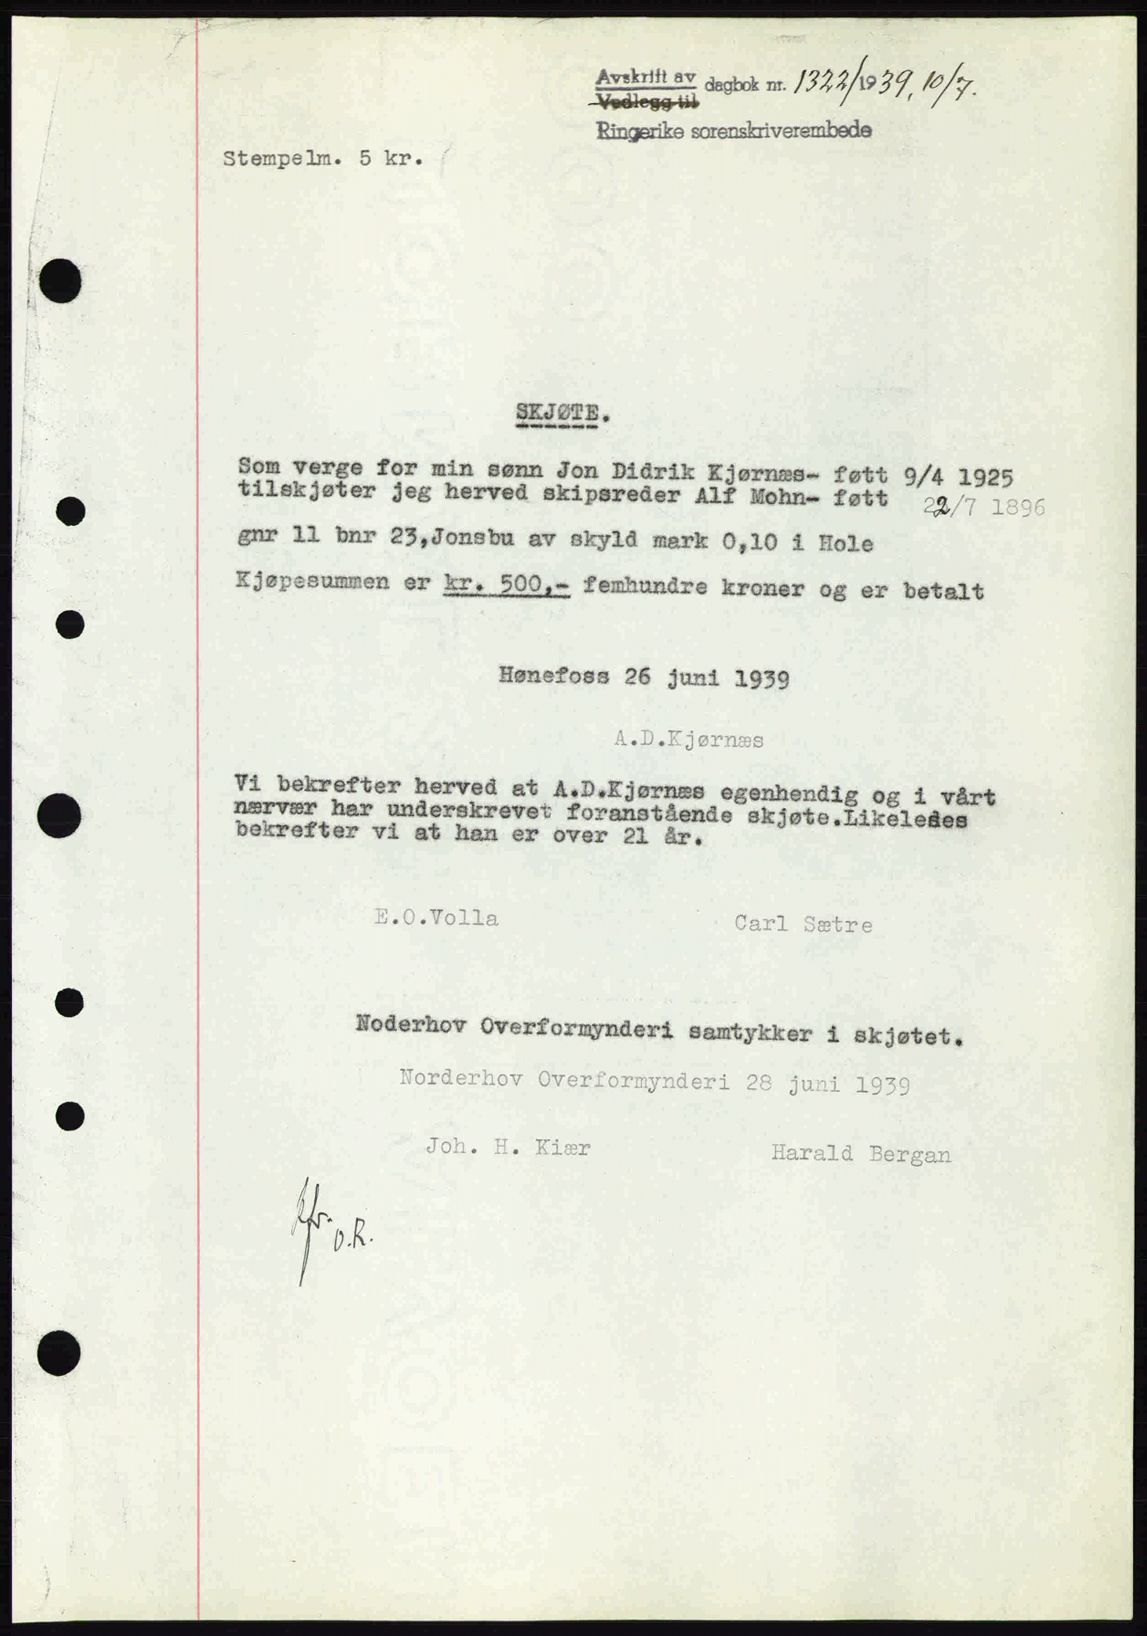 Avskrift av dagbok nr. 1322/1939, 10/7.
Vedlegg til
Ringerike sorenskriverembede
Stempelm. 5 kr.
SKJØTE.
Som verge for min sønn Jon Didrik Kjørnæs- føtt 9/4 1925
tilskjøter jeg herved skipsreder Alf Mohn- føtt 22/7 1896
gnr 11 bnr 23,Jonsbu av skyld mark 0,10 i Hole
Kjøpesummen er kr. 500,- femhundre kroner og er betalt
Hønefoss 26 juni 1939
A.D.Kjørnæs
Vi bekrefter herved at A.D.Kjørnæs egenhendig og i vårt
nærvær har underskrevet foranstående skjøte.Likeledes
bekrefter vi at han er over 21 år.
E.O.Volla Carl Sætre
Noderhov Overformynderi samtykker i skjøtet.
Norderhov Overformynderi 28 juni 1939
Joh. H. Kiær Harald Bergan
O.R.